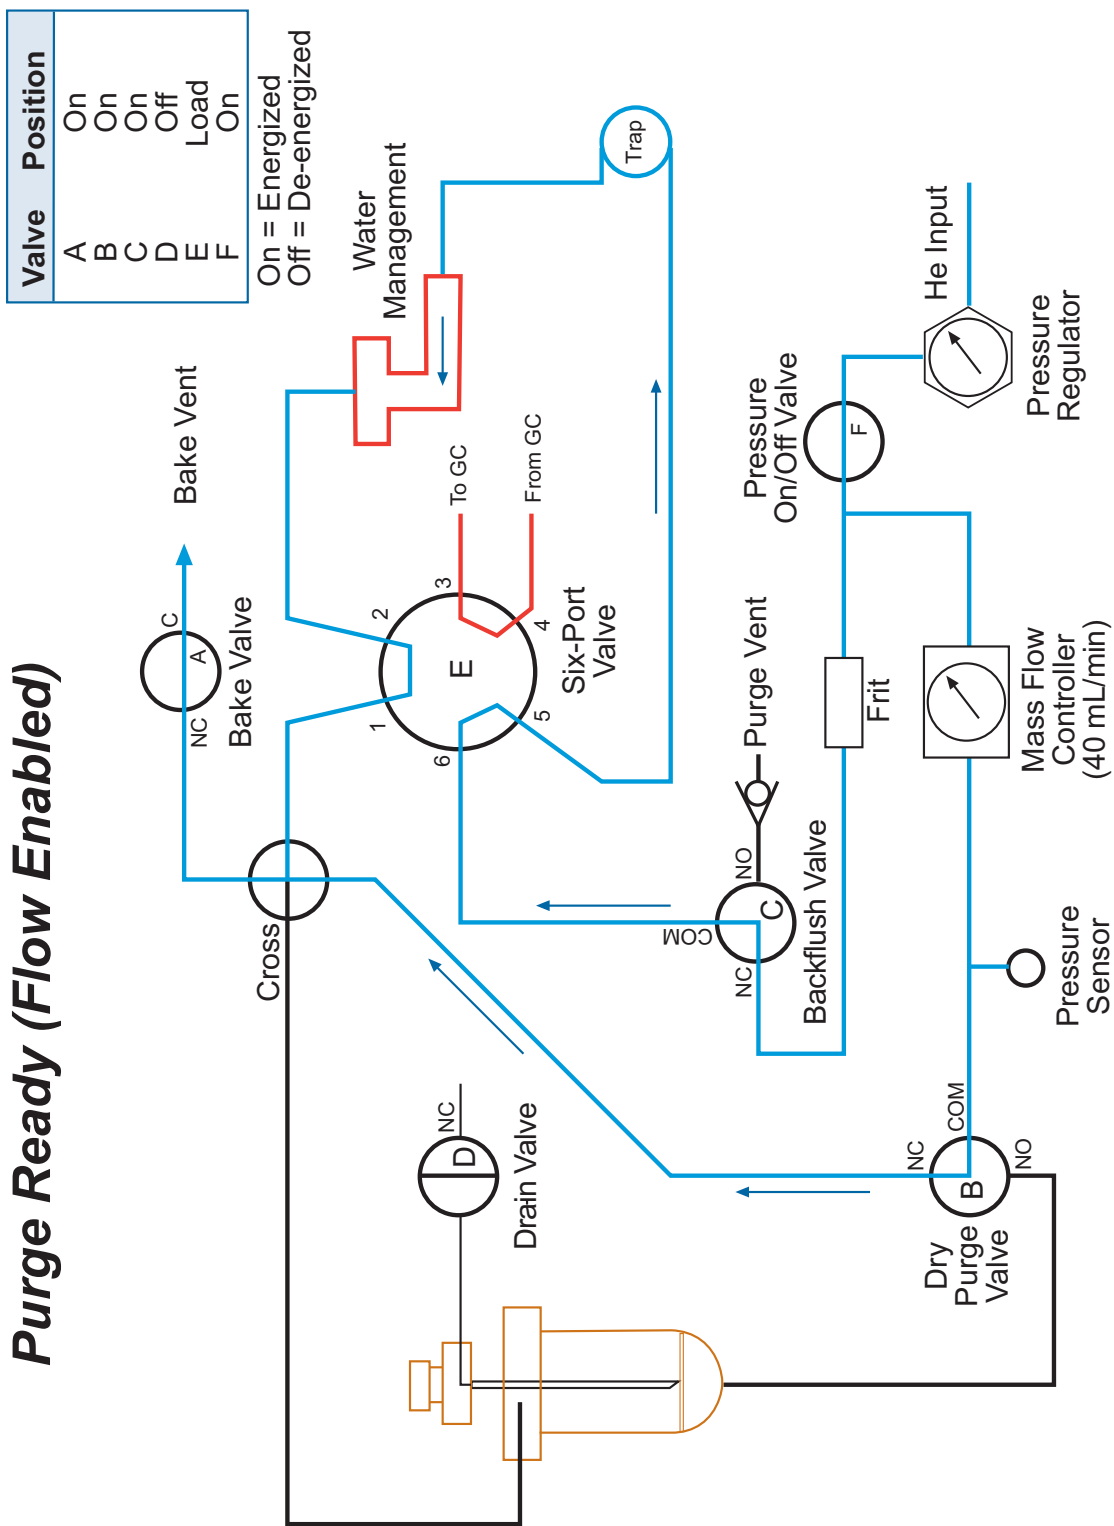 Purge Ready (Flow Enabled)
Valve Position
A On
B On
C On
D Off
E Load
F On
On = Energized
Off = De-energized
Bake Vent
C
A
NC
Bake Valve
Cross
Water
Management
Trap
To GC
From GC
1
2
3
4
5
6
E
Six-Port
Valve
NC
D
Drain Valve
Purge Vent
NO
C
COM
NC
Backflush Valve
Pressure
On/Off Valve
F
He Input
Pressure
Regulator
Frit
Mass Flow
Controller
(40 mL/min)
Pressure
Sensor
NC
COM
B
NO
Dry
Purge
Valve